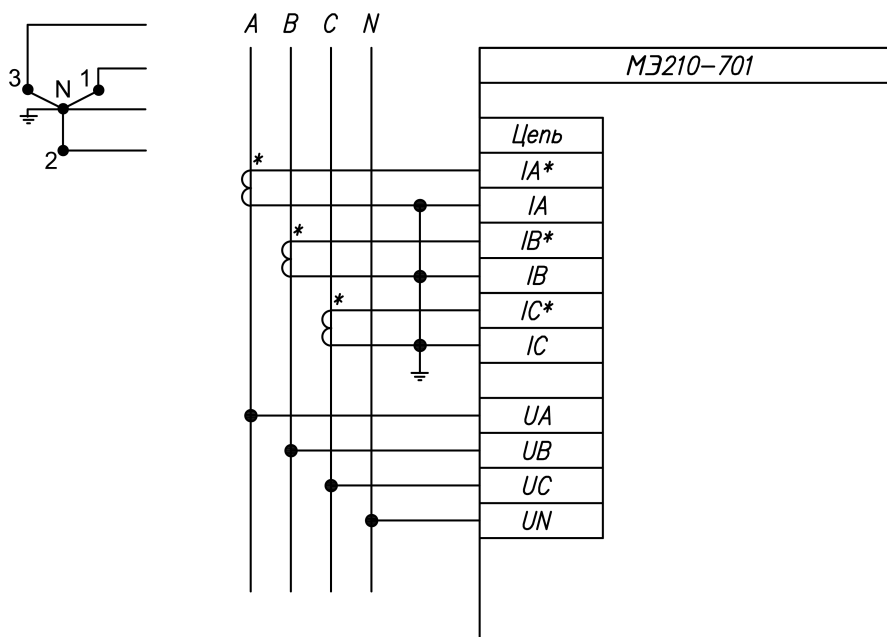 A B C N
МЭ210-701
3 N 1
2
Цепь
*
IA*
IA
*
IB*
IB
*
IC*
IC
UA
UB
UC
UN